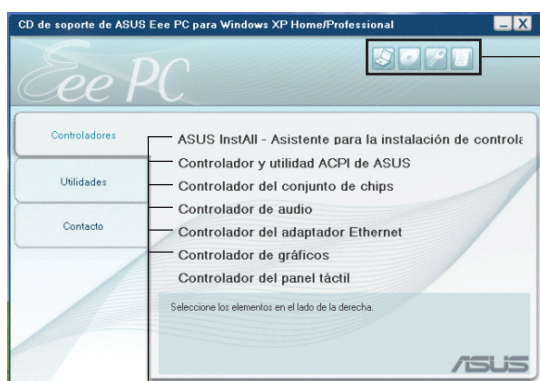 CD de soporte de ASUS Eee PC para Windows XP Home/Professional
Eee PC
Controladores
Utilidades
Contacto
ASUS InstAll - Asistente para la instalación de controla
Controlador y utilidad ACPI de ASUS
Controlador del conjunto de chips
Controlador de audio
Controlador del adaptador Ethernet
Controlador de gráficos
Controlador del panel táctil
Seleccione los elementos en el lado de la derecha.
ASUS